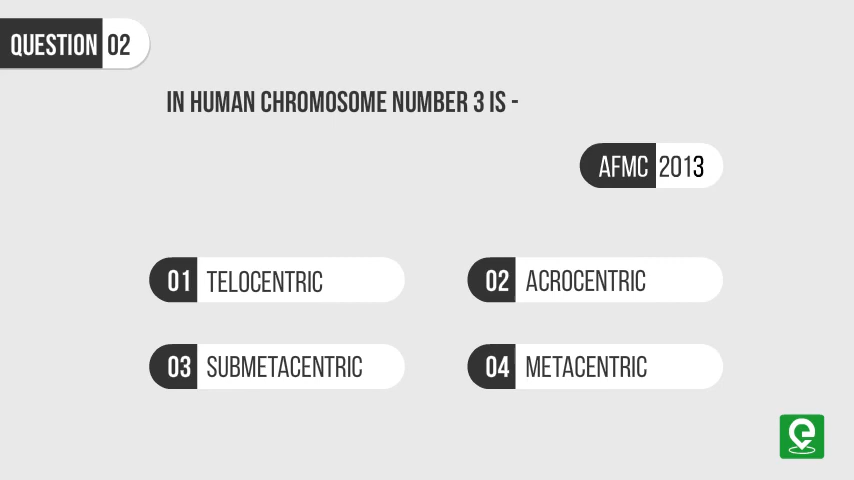 QUESTION 02
IN HUMAN CHROMOSOME NUMBER 3 IS -
AFMC 2013
01 TELOCENTRIC
02 ACROCENTRIC
03 SUBMETACENTRIC
04 METACENTRIC